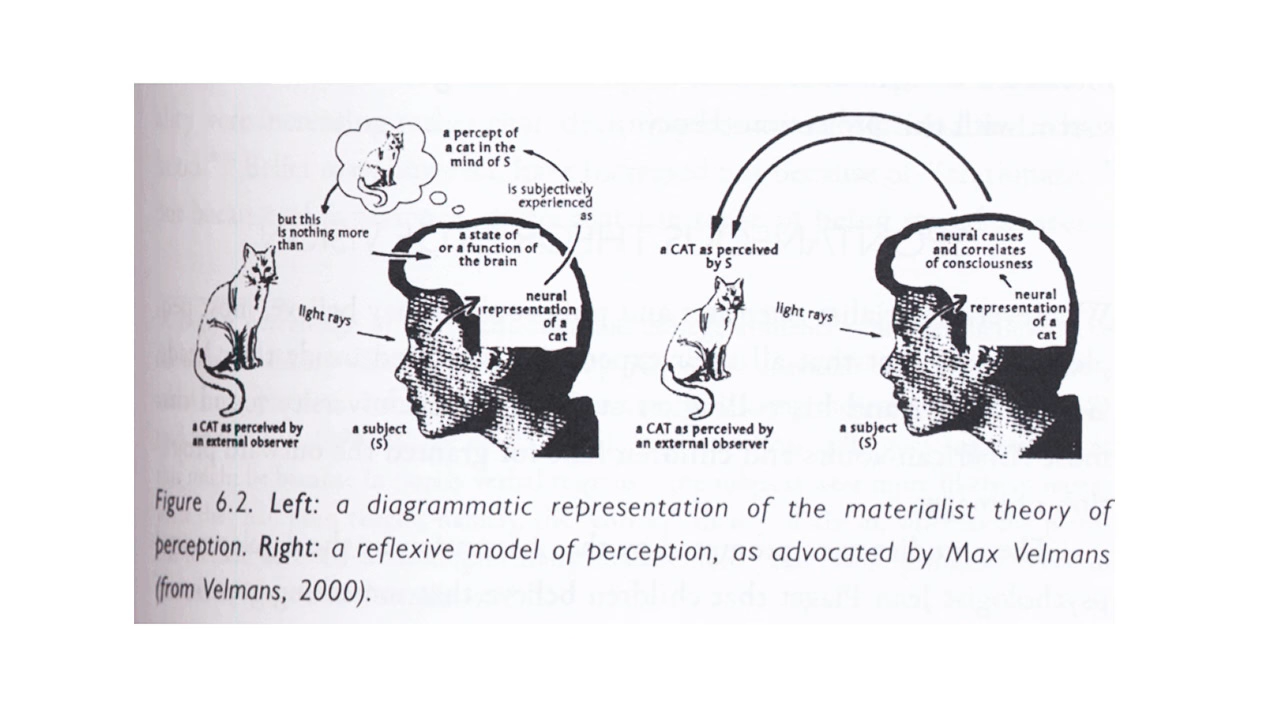 a percept of
a cat in the
mind of S
is subjectively
experienced
as
but this
is nothing more
than
a state of
or a function of
the brain
neural
representation
of a
cat
light rays
a CAT as perceived by
an external observer
a subject
(S)
a CAT as perceived
by S
neural causes
and correlates
of consciousness
neural
representation
of a
cat
light rays
a CAT as perceived by
an external observer
a subject
(S)
Figure 6.2. Left: a diagrammatic representation of the materialist theory of
perception. Right: a reflexive model of perception, as advocated by Max Velmans
(from Velmans, 2000).